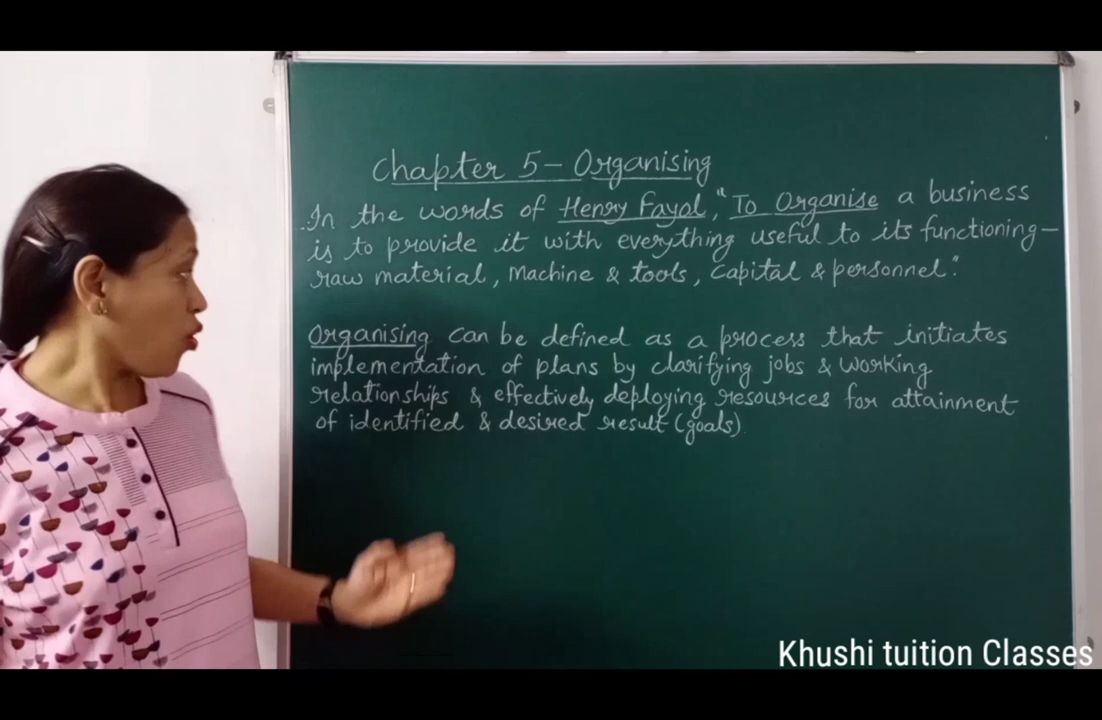 Chapter 5 - Organising
In the words of Henry Fayol, "To Organise a business
is to provide it with everything useful to its functioning -
raw material, Machine & tools, Capital & personnel".
Organising can be defined as a process that initiates
implementation of plans by clarifying jobs & working
relationships & effectively deploying resources for attainment
of identified & desired result (goals)
Khushi tuition Classes